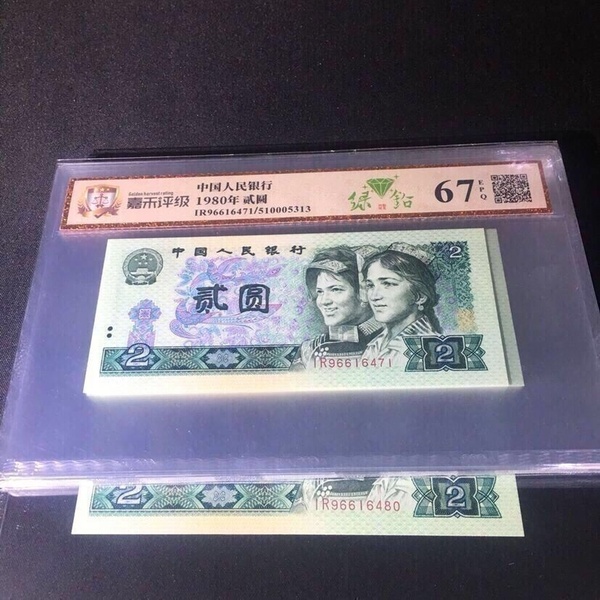 Golden harvest rating
嘉禾评级
中国人民银行
1980年 贰圆
IR96616471/510005313
绿钻
67
EPQ
中国人民银行
2
贰圆
2
IR96616471
2
2
IR96616480
2